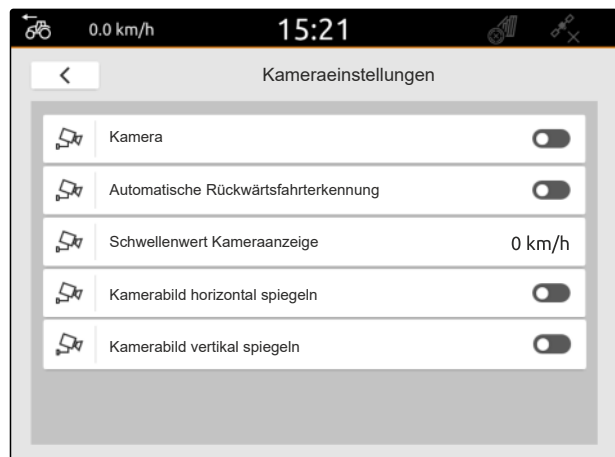 0.0 km/h 15:21
Kameraeinstellungen
Kamera
Automatische Rückwärtsfahrterkennung
Schwellenwert Kameraanzeige 0 km/h
Kamerabild horizontal spiegeln
Kamerabild vertikal spiegeln